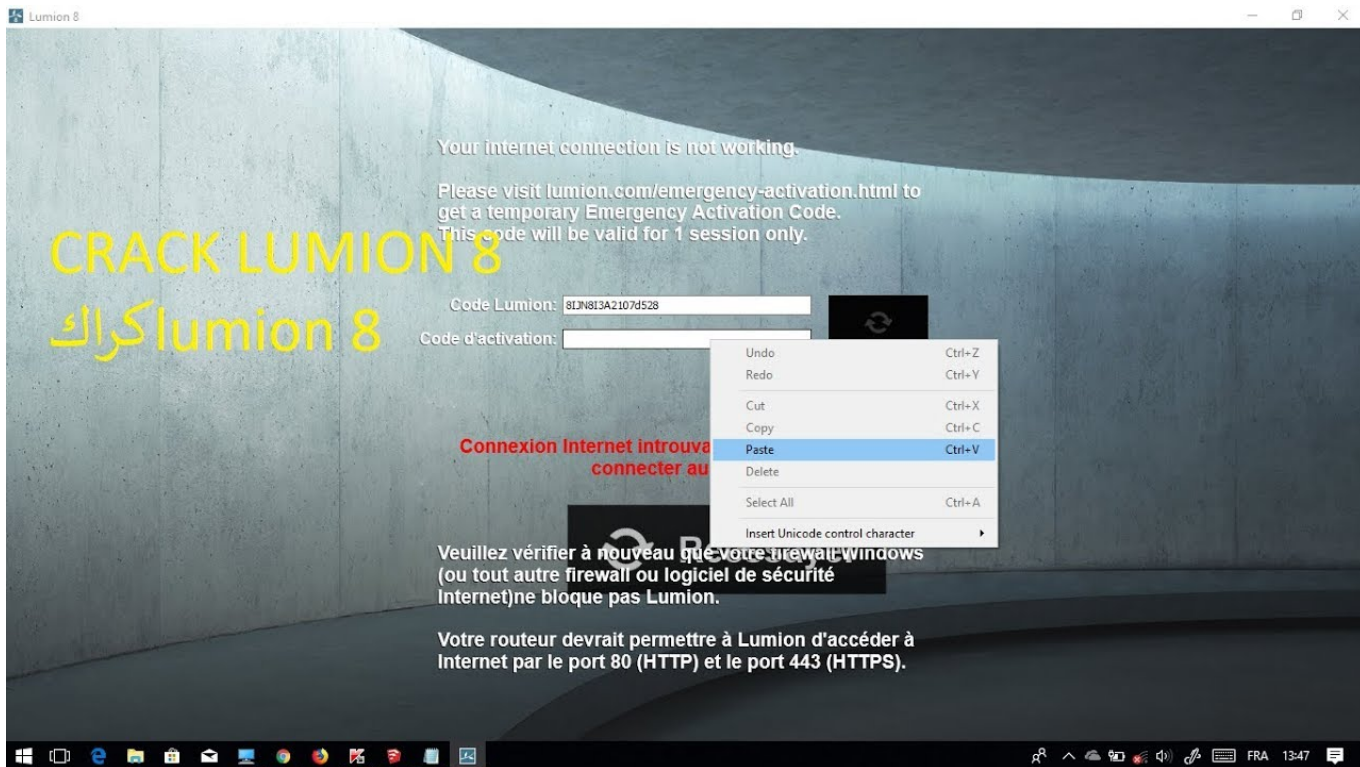 Lumion 8
Your internet connection is not working.
Please visit lumion.com/emergency-activation.html to
get a temporary Emergency Activation Code.
This code will be valid for 1 session only.
CRACK LUMION 8
كراك lumion 8
Code Lumion: 8IJN8I3A2107d528
Code d'activation:
Undo Ctrl+Z
Redo Ctrl+Y
Cut Ctrl+X
Copy Ctrl+C
Paste Ctrl+V
Delete
Select All Ctrl+A
Insert Unicode control character
Connexion Internet
connecter au
Veuillez vérifier à nouveau que votre firewall Windows
(ou tout autre firewall ou logiciel de sécurité
Internet)ne bloque pas Lumion.
Votre routeur devrait permettre à Lumion d'accéder à
Internet par le port 80 (HTTP) et le port 443 (HTTPS).
FRA 13:47